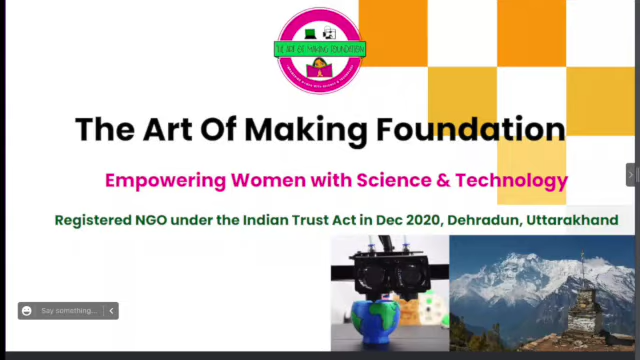 THE ART OF MAKING FOUNDATION
The Art Of Making Foundation
Empowering Women with Science & Technology
Registered NGO under the Indian Trust Act in Dec 2020, Dehradun, Uttarakhand
Say something...